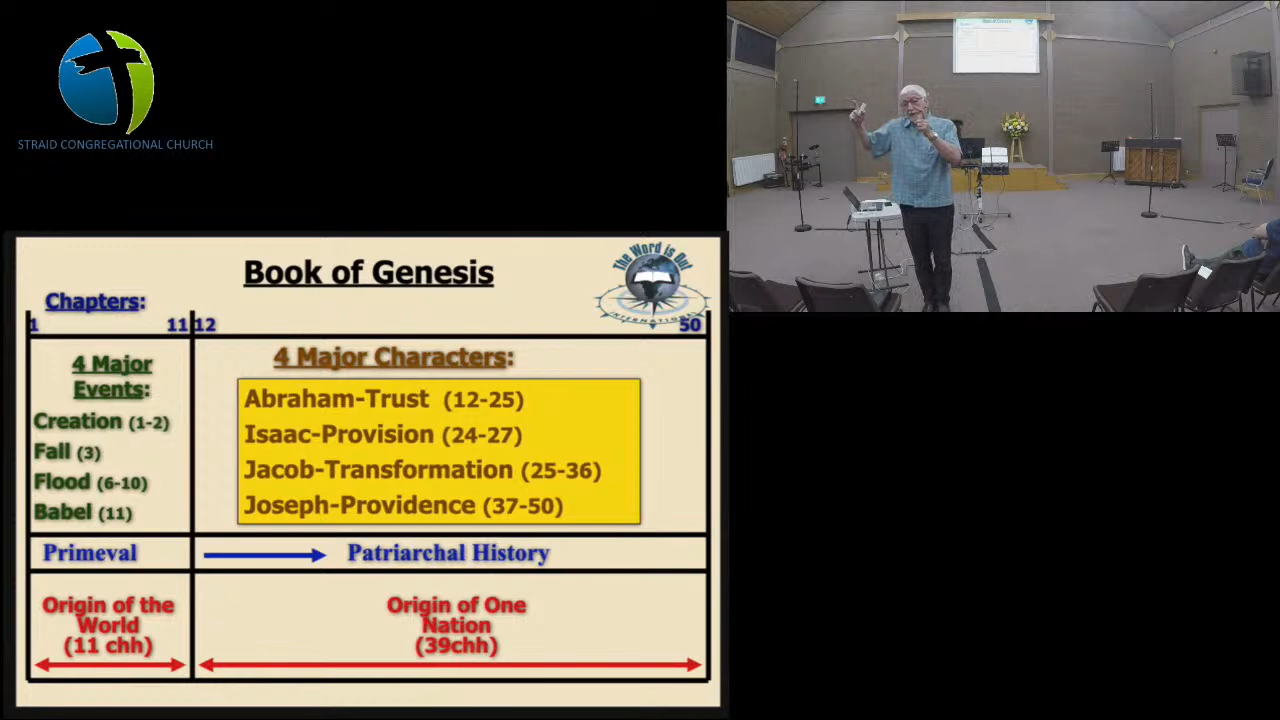 STRAID CONGREGATIONAL CHURCH
Book of Genesis
The Word is Out
INTERNATIONAL
Chapters:
1 11 12 50
4 Major
Events:
Creation (1-2)
Fall (3)
Flood (6-10)
Babel (11)
4 Major Characters:
Abraham-Trust (12-25)
Isaac-Provision (24-27)
Jacob-Transformation (25-36)
Joseph-Providence (37-50)
Primeval
Patriarchal History
Origin of the
World
(11 chh)
Origin of One
Nation
(39chh)